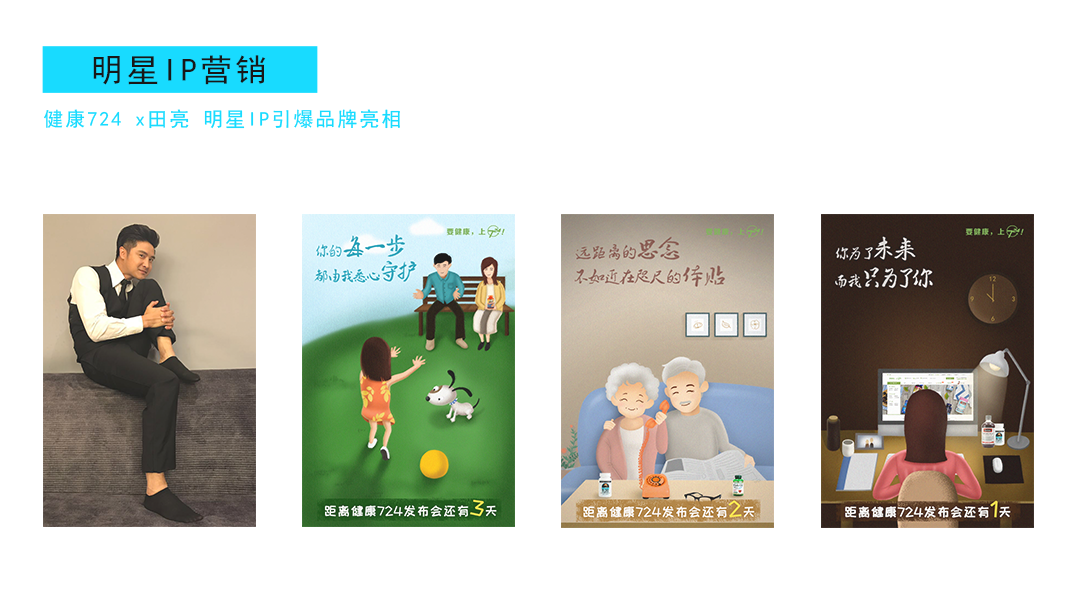 明星IP营销
健康724 x田亮 明星IP引爆品牌亮相
你的每一步
都由我悉心守护
要健康，上724!
距离健康724发布会还有3天
远距离的思念
不如近在咫尺的体贴
要健康，上724!
距离健康724发布会还有2天
你为了未来
而我只为了你
要健康，上724!
12
3
6
9
距离健康724发布会还有1天